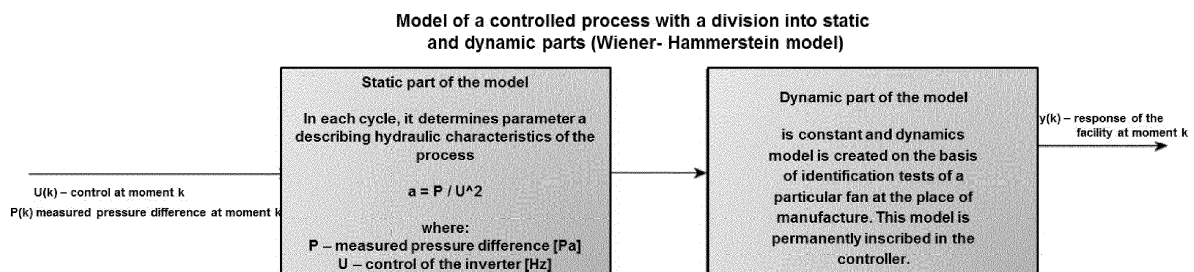 Model of a controlled process with a division into static
and dynamic parts (Wiener- Hammerstein model)
Static part of the model
In each cycle, it determines parameter a
describing hydraulic characteristics of the
process
a = P / U^2
where:
P – measured pressure difference [Pa]
U – control of the inverter [Hz]
U(k) – control at moment k
P(k) measured pressure difference at moment k
Dynamic part of the model
is constant and dynamics
model is created on the basis
of identification tests of a
particular fan at the place of
manufacture. This model is
permanently inscribed in the
controller.
y(k) – response of the
facility at moment k